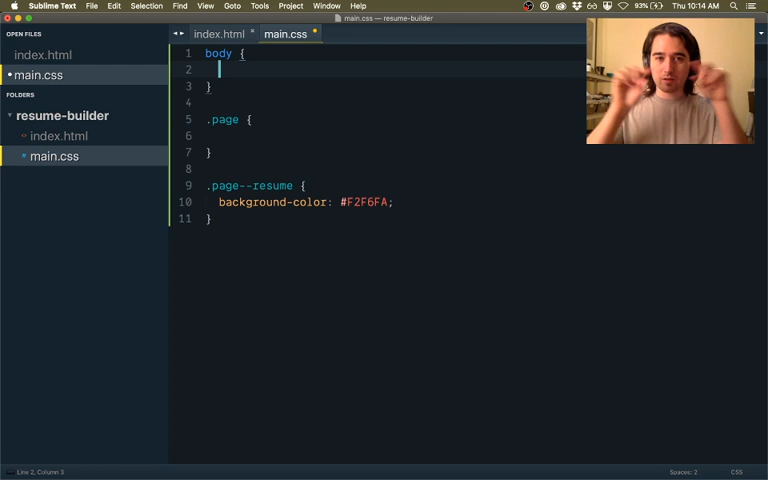 Sublime Text File Edit Selection Find View Goto Tools Project Window Help 93% Thu 10:14 AM
main.css — resume-builder
OPEN FILES
index.html
main.css
FOLDERS
resume-builder
index.html
main.css
index.html main.css
1 body {
2
3 }
4
5 .page {
6
7 }
8
9 .page--resume {
10 background-color: #F2F6FA;
11 }
Line 2, Column 3 Spaces: 2 CSS